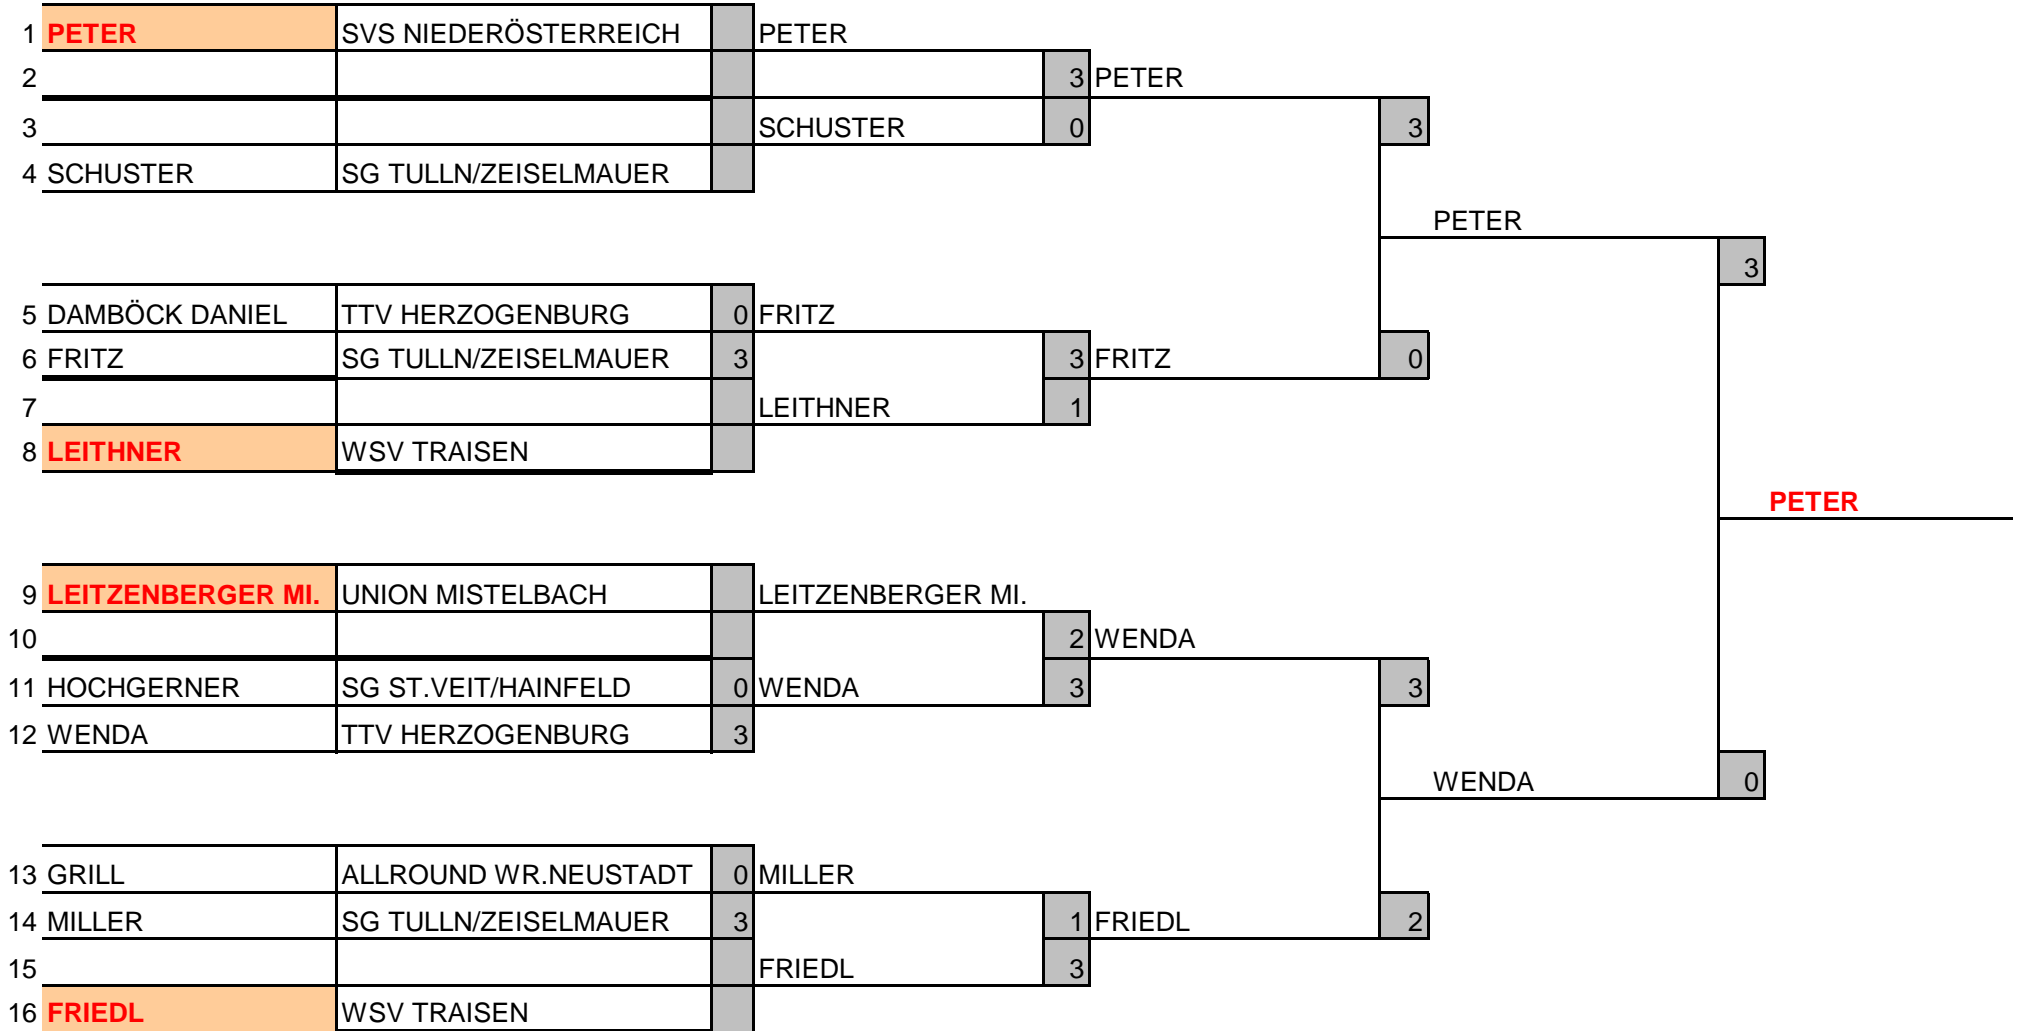 1 PETER SVS NIEDERÖSTERREICH PETER
2 3 PETER
3 SCHUSTER 0 3
4 SCHUSTER SG TULLN/ZEISELMAUER
PETER
3
5 DAMBÖCK DANIEL TTV HERZOGENBURG 0 FRITZ
6 FRITZ SG TULLN/ZEISELMAUER 3 3 FRITZ 0
7 LEITHNER 1
8 LEITHNER WSV TRAISEN
PETER
9 LEITZENBERGER MI. UNION MISTELBACH LEITZENBERGER MI.
10 2 WENDA
11 HOCHGERNER SG ST.VEIT/HAINFELD 0 WENDA 3 3
12 WENDA TTV HERZOGENBURG 3
WENDA 0
13 GRILL ALLROUND WR.NEUSTADT 0 MILLER
14 MILLER SG TULLN/ZEISELMAUER 3 1 FRIEDL 2
15 FRIEDL 3
16 FRIEDL WSV TRAISEN